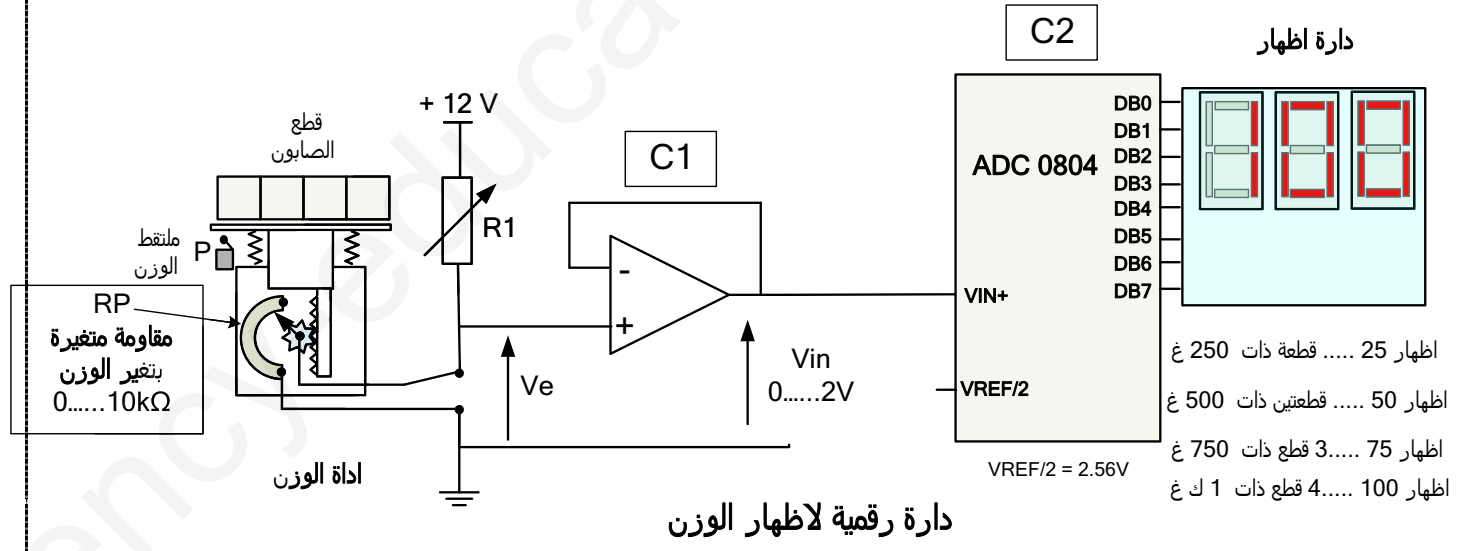 C2
دارة اظهار
+ 12 V
قطع
الصابون
C1
R1
ADC 0804
DB0
DB1
DB2
DB3
DB4
DB5
DB6
DB7
100
ملتقط
الوزن
P
-
+
VIN+
RP
مقاومة متغيرة
بتغير الوزن
0......10kΩ
Ve
Vin
0......2V
VREF/2
اظهار 25 ..... قطعة ذات 250 غ
اظهار 50 ..... قطعتين ذات 500 غ
اظهار 75 .....3 قطع ذات 750 غ
اظهار 100 .....4 قطع ذات 1 ك غ
VREF/2 = 2.56V
اداة الوزن
دارة رقمية لاظهار الوزن
encyeduca